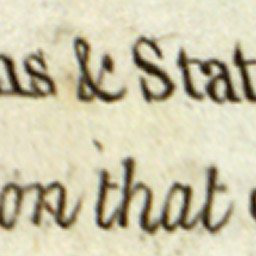 ns & Stat
on that